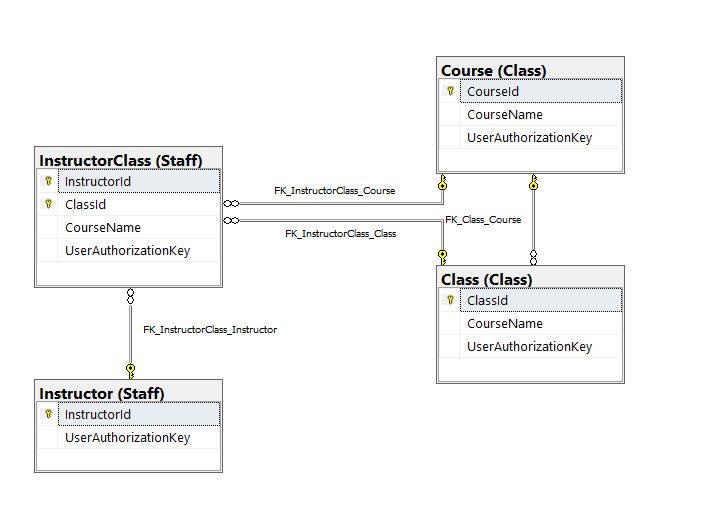 Course (Class)
CourseId
CourseName
UserAuthorizationKey
InstructorClass (Staff)
InstructorId
ClassId
CourseName
UserAuthorizationKey
FK_InstructorClass_Course
FK_Class_Course
FK_InstructorClass_Class
Class (Class)
ClassId
CourseName
UserAuthorizationKey
FK_InstructorClass_Instructor
Instructor (Staff)
InstructorId
UserAuthorizationKey